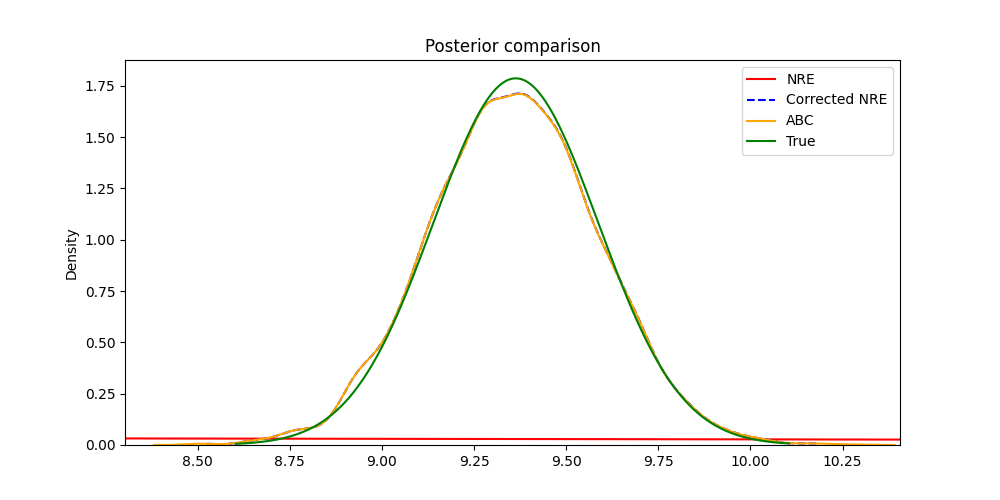 Posterior comparison
NRE
Corrected NRE
ABC
True
Density
1.75
1.50
1.25
1.00
0.75
0.50
0.25
0.00
8.50 8.75 9.00 9.25 9.50 9.75 10.00 10.25